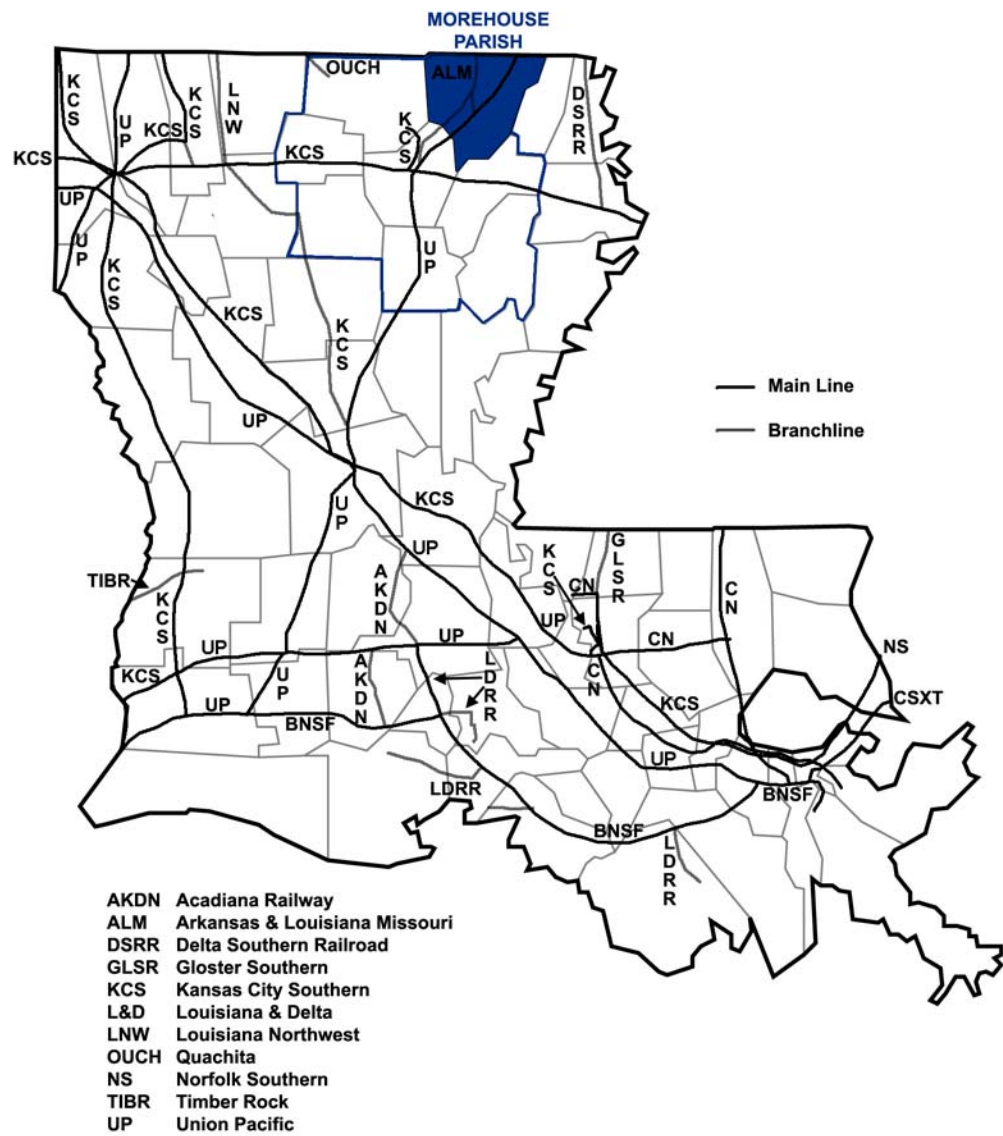 MOREHOUSE
PARISH
OUCH
ALM
KCS
UP
KCS
KCS
LNW
KCS
DSRR
KCS
KCS
UP
UP
KCS
UP
KCS
KCS
UP
Main Line
Branchline
KCS
UP
UP
AKDN
KCS
CN
GLSR
CN
TIBR
KCS
UP
UP
UP
CN
NS
KCS
UP
AKDN
LDRR
CN
KCS
CSXT
UP
BNSF
UP
LDRR
BNSF
BNSF
LDRR
AKDN Acadiana Railway
ALM Arkansas & Louisiana Missouri
DSRR Delta Southern Railroad
GLSR Gloster Southern
KCS Kansas City Southern
L&D Louisiana & Delta
LNW Louisiana Northwest
OUCH Quachita
NS Norfolk Southern
TIBR Timber Rock
UP Union Pacific